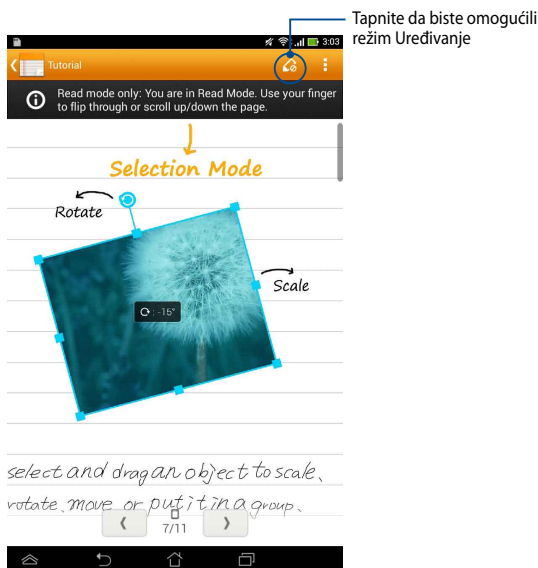 Tapnite da biste omogućili
režim Uređivanje
3:03
Tutorial
Read mode only: You are in Read Mode. Use your finger
to flip through or scroll up/down the page.
Selection Mode
Rotate
Scale
-15°
select and drag an object to scale、
rotate、move or put it in a group.
7/11